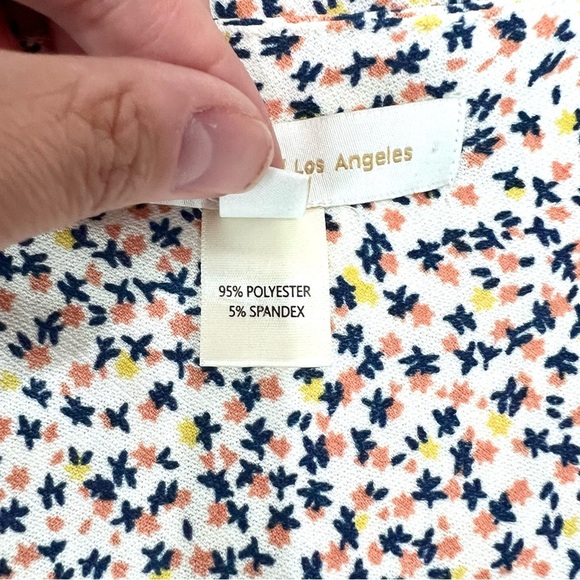 Los Angeles
95% POLYESTER
5% SPANDEX